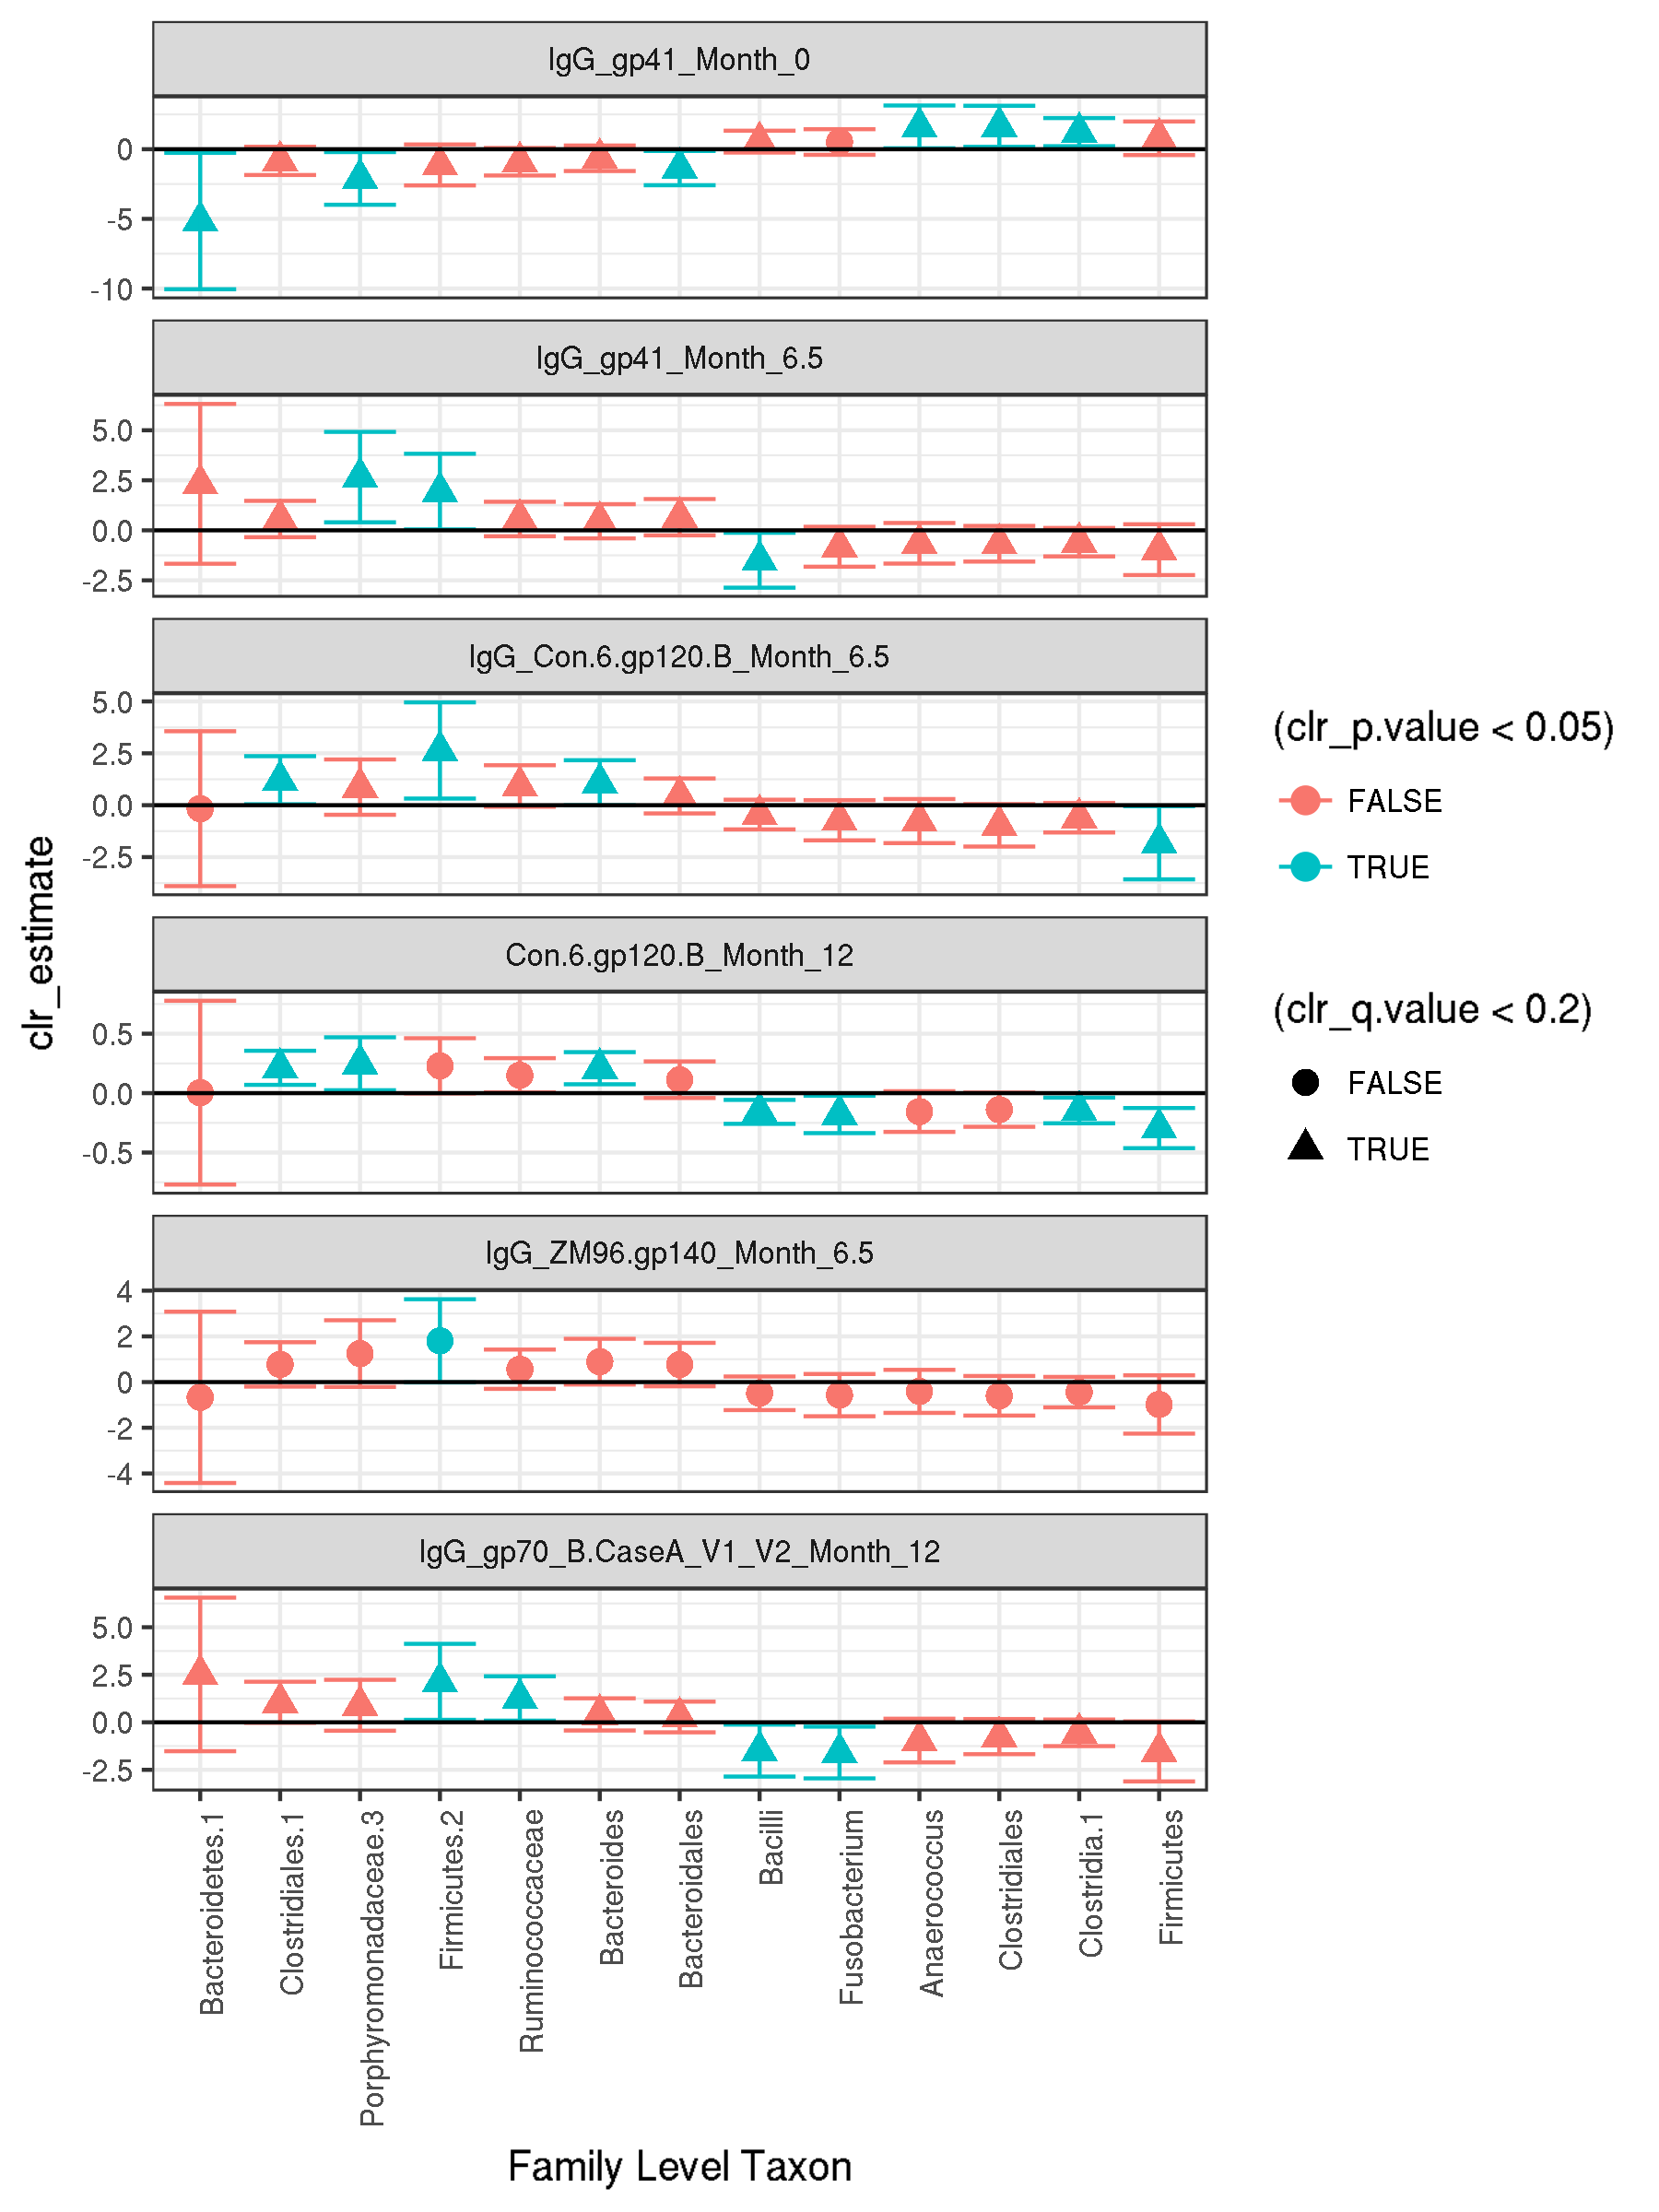 IgG_gp41_Month_0
0
-5
-10
IgG_gp41_Month_6.5
5.0
2.5
0.0
-2.5
IgG_Con.6.gp120.B_Month_6.5
5.0
2.5
0.0
-2.5
Con.6.gp120.B_Month_12
0.5
0.0
-0.5
IgG_ZM96.gp140_Month_6.5
4
2
0
-2
-4
IgG_gp70_B.CaseA_V1_V2_Month_12
5.0
2.5
0.0
-2.5
clr_estimate
Bacteroidetes.1
Clostridiales.1
Porphyromonadaceae.3
Firmicutes.2
Ruminococcaceae
Bacteroides
Bacteroidales
Bacilli
Fusobacterium
Anaerococcus
Clostridiales
Clostridia.1
Firmicutes
Family Level Taxon
(clr_p.value < 0.05)
FALSE
TRUE
(clr_q.value < 0.2)
FALSE
TRUE